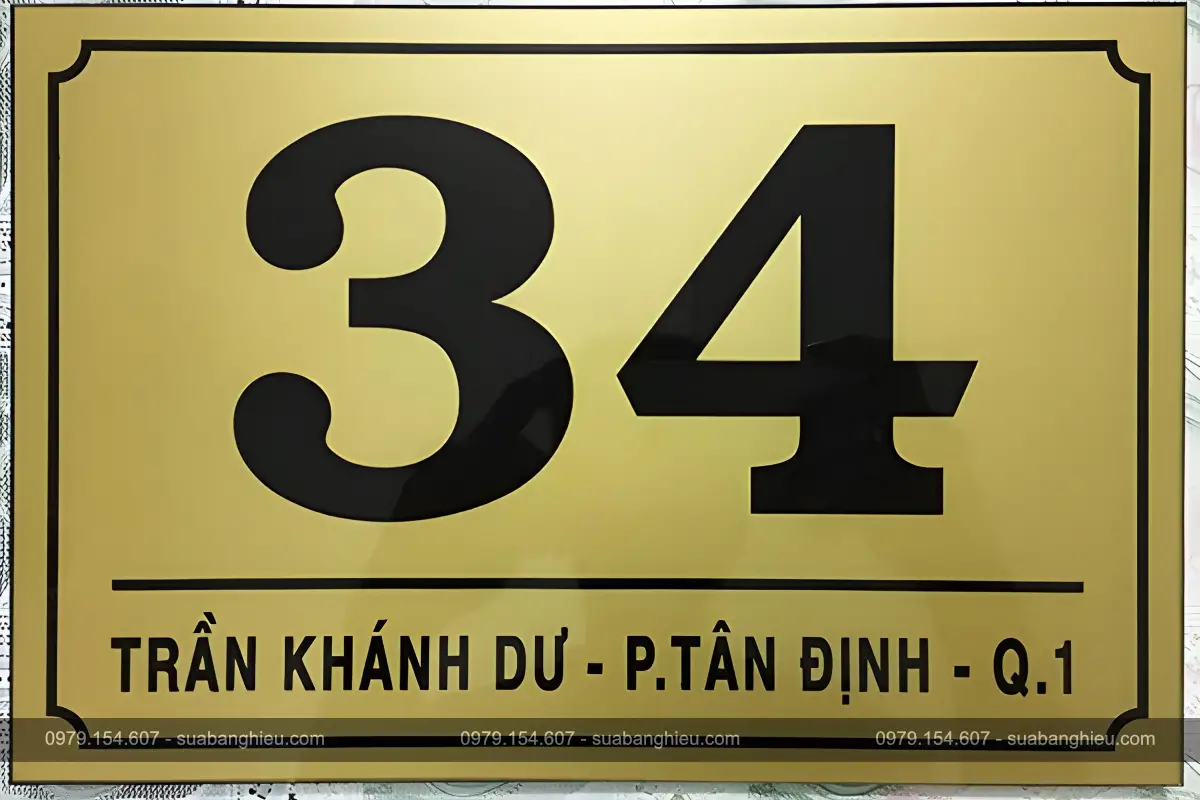 34
TRẦN KHÁNH DƯ - P.TÂN ĐỊNH - Q.1
0979.154.607 - suabanghieu.com 0979.154.607 - suabanghieu.com 0979.154.607 - suabanghieu.com